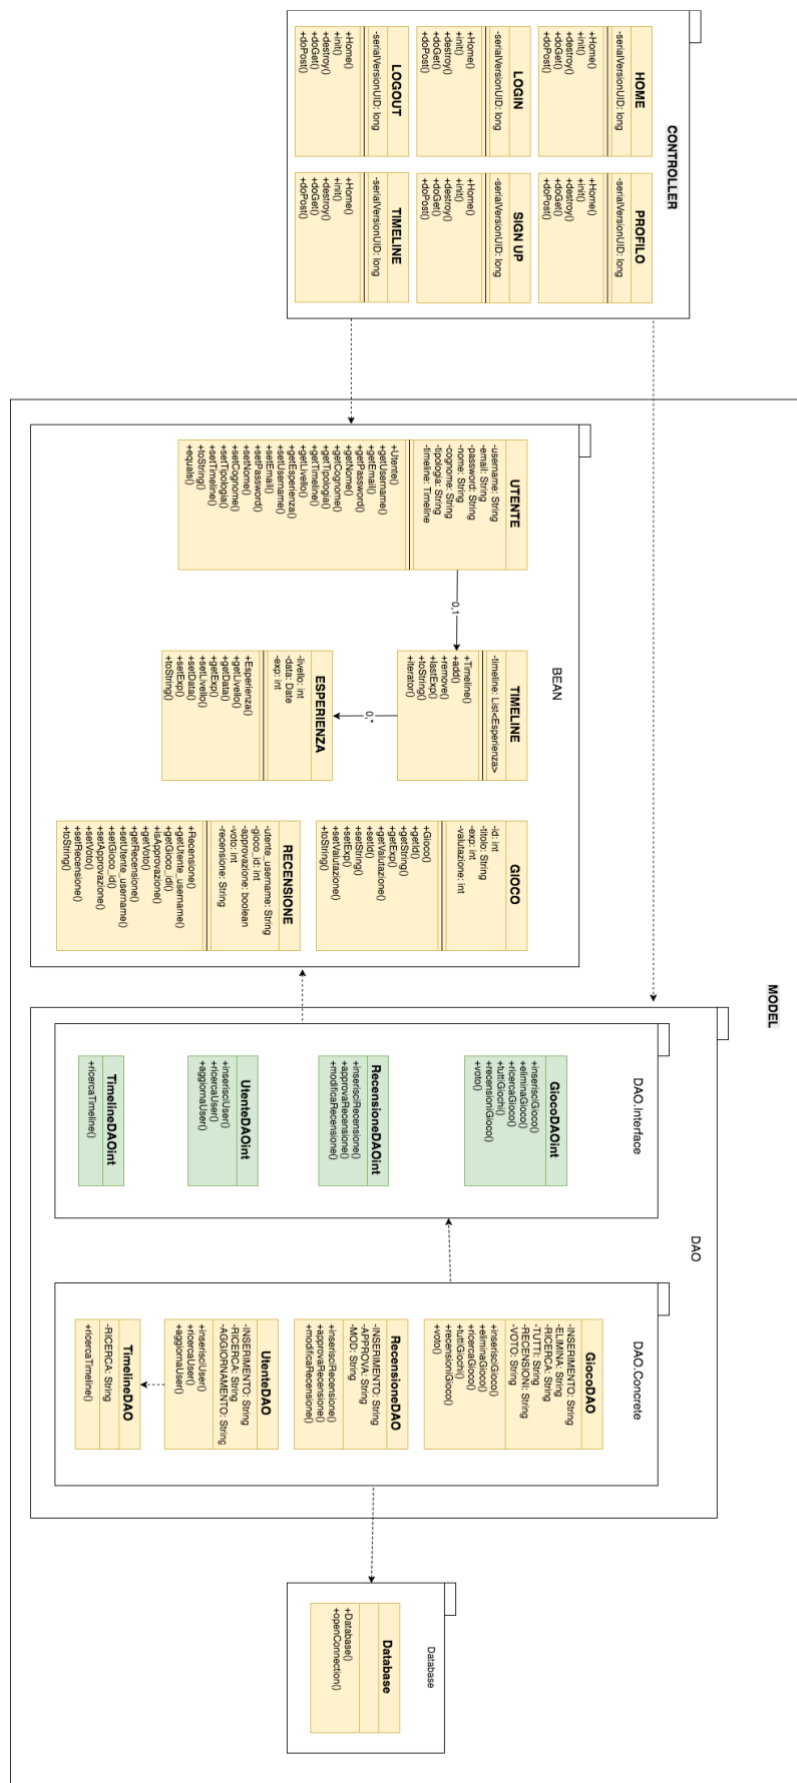 CONTROLLER
HOME
-serialVersionUID: long
+Home()
+init()
+destroy()
+doGet()
+doPost()
PROFILO
-serialVersionUID: long
+Home()
+init()
+destroy()
+doGet()
+doPost()
LOGIN
-serialVersionUID: long
+Home()
+init()
+destroy()
+doGet()
+doPost()
SIGN UP
-serialVersionUID: long
+Home()
+init()
+destroy()
+doGet()
+doPost()
LOGOUT
-serialVersionUID: long
+Home()
+init()
+destroy()
+doGet()
+doPost()
TIMELINE
-serialVersionUID: long
+Home()
+init()
+destroy()
+doGet()
+doPost()
MODEL
BEAN
UTENTE
-username: String
-email: String
-password: String
-nome: String
-cognome: String
-tipologia: String
-timeline: Timeline
+Utente()
+getUsername()
+getEmail()
+getPassword()
+getNome()
+getCognome()
+getTipologia()
+getTimeline()
+getLivello()
+getEsperienza()
+setUsername()
+setEmail()
+setPassword()
+setNome()
+setCognome()
+setTipologia()
+setTimeline()
+toString()
+equals()
0,1
TIMELINE
-timeline: List<Esperienza>
+Timeline()
+add()
+remove()
+lastExp()
+toString()
+iterator()
0,*
ESPERIENZA
-livello: int
-data: Date
-exp: int
+Esperienza()
+getLivello()
+getData()
+getExp()
+setLivello()
+setData()
+setExp()
+toString()
GIOCO
-id: int
-titolo: String
-exp: int
-valutazione: int
+Gioco()
+getId()
+getString()
+getExp()
+getValutazione()
+setId()
+setString()
+setExp()
+setValutazione()
+toString()
RECENSIONE
-utente_username: String
-gioco_id: int
-approvazione: boolean
-voto: int
-recensione: String
+Recensione()
+getUtente_username()
+getGioco_id()
+isApprovazione()
+getVoto()
+getRecensione()
+setUtente_username()
+setGioco_id()
+setApprovazione()
+setVoto()
+setRecensione()
+toString()
DAO
DAO.Interface
GiocoDAOint
+inserisciGioco()
+eliminaGioco()
+ricercaGioco()
+tuttiGiochi()
+recensioniGioco()
+voto()
RecensioneDAOint
+inserisciRecensione()
+approvaRecensione()
+modificaRecensione()
UtenteDAOint
+inserisciUser()
+ricercaUser()
+aggiornaUser()
TimelineDAOint
+ricercaTimeline()
DAO.Concrete
GiocoDAO
-INSERIMENTO: String
-ELIMINA: String
-RICERCA: String
-TUTTI: String
-RECENSIONI: String
-VOTO: String
+inserisciGioco()
+eliminaGioco()
+ricercaGioco()
+tuttiGiochi()
+recensioniGioco()
+voto()
RecensioneDAO
-INSERIMENTO: String
-APPROVA: String
-MOD: String
+inserisciRecensione()
+approvaRecensione()
+modificaRecensione()
UtenteDAO
-INSERIMENTO: String
-RICERCA: String
-AGGIORNAMENTO: String
+inserisciUser()
+ricercaUser()
+aggiornaUser()
TimelineDAO
-RICERCA: String
+ricercaTimeline()
Database
Database
+Database()
+openConnection()